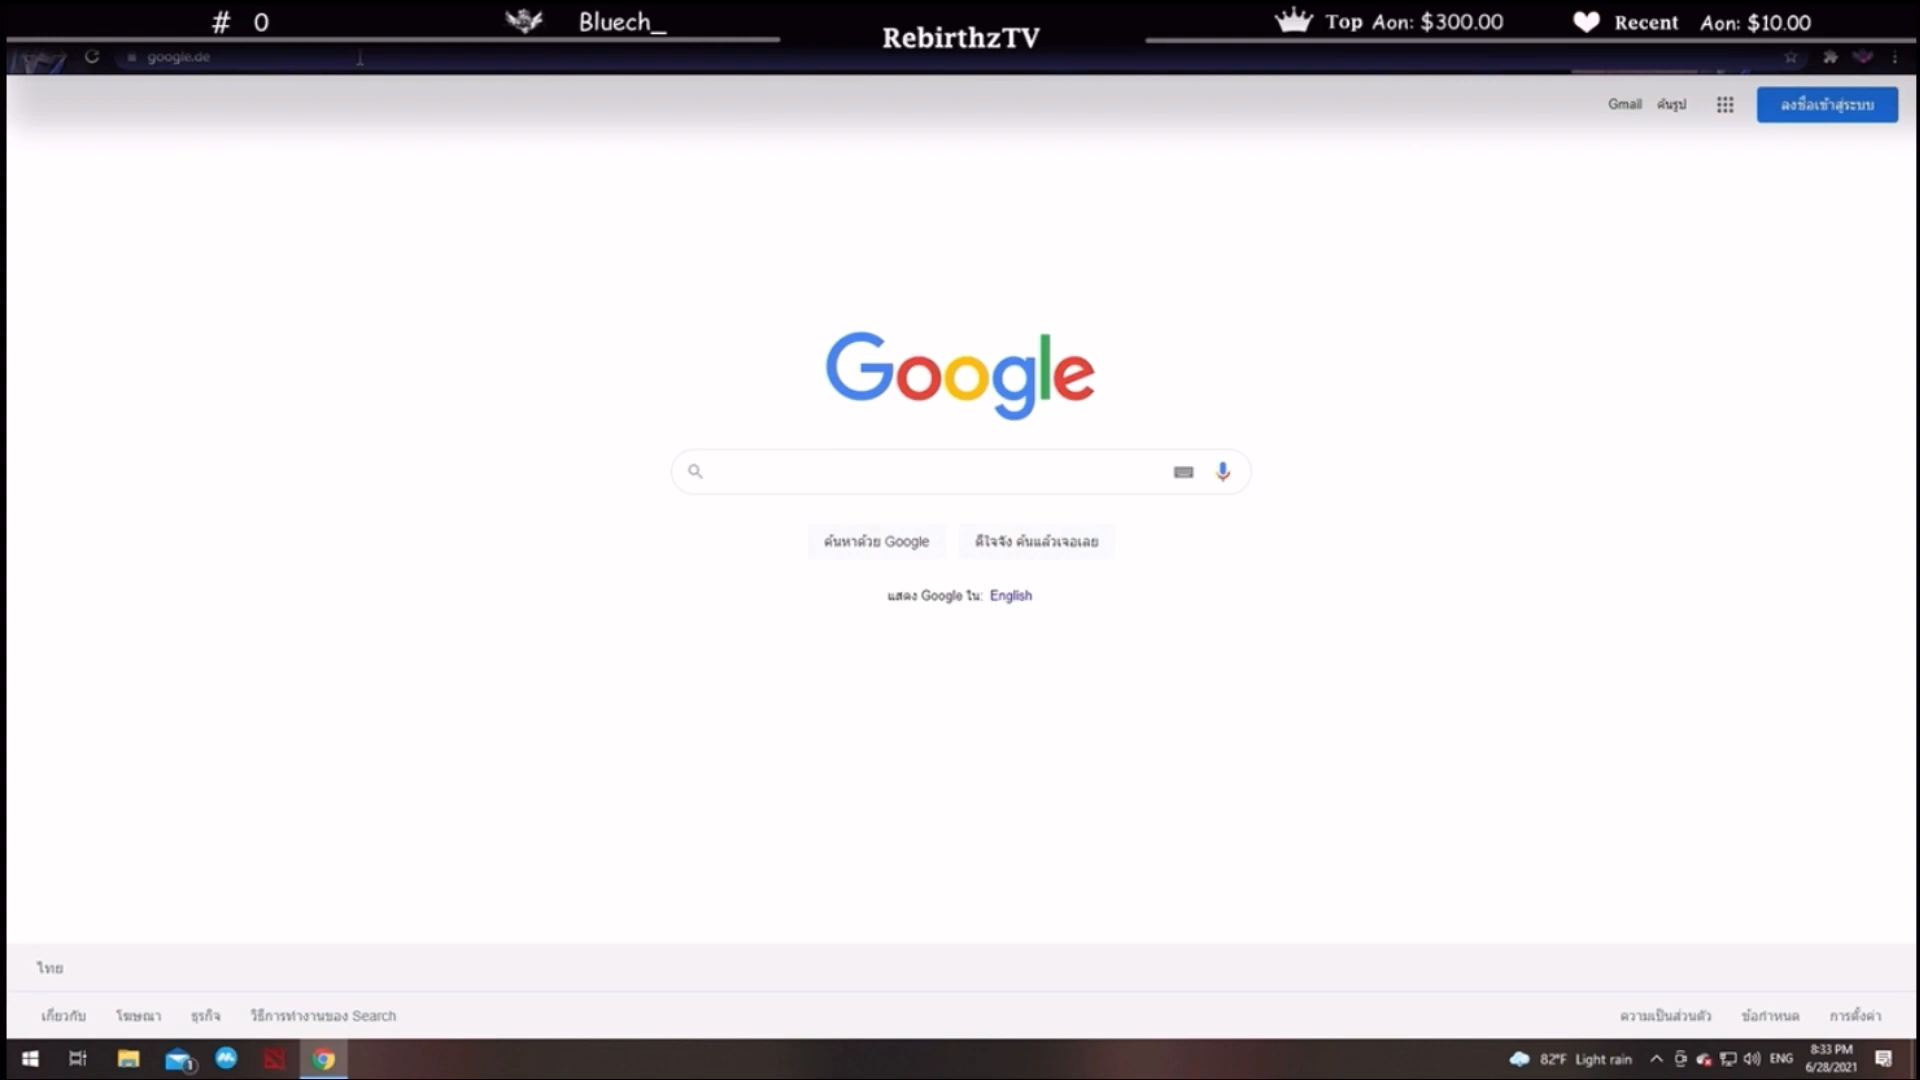 # 0
Bluech_
RebirthzTV
Top Aon: $300.00
Recent Aon: $10.00
google.de
Gmail ค้นรูป
ลงชื่อเข้าสู่ระบบ
Google
ค้นหาด้วย Google
ดีใจจัง ค้นแล้วเจอเลย
แสดง Google ใน: English
ไทย
เกี่ยวกับ โฆษณา ธุรกิจ วิธีการทำงานของ Search
ความเป็นส่วนตัว ข้อกำหนด การตั้งค่า
1
82°F Light rain
ENG
8:33 PM
6/28/2021